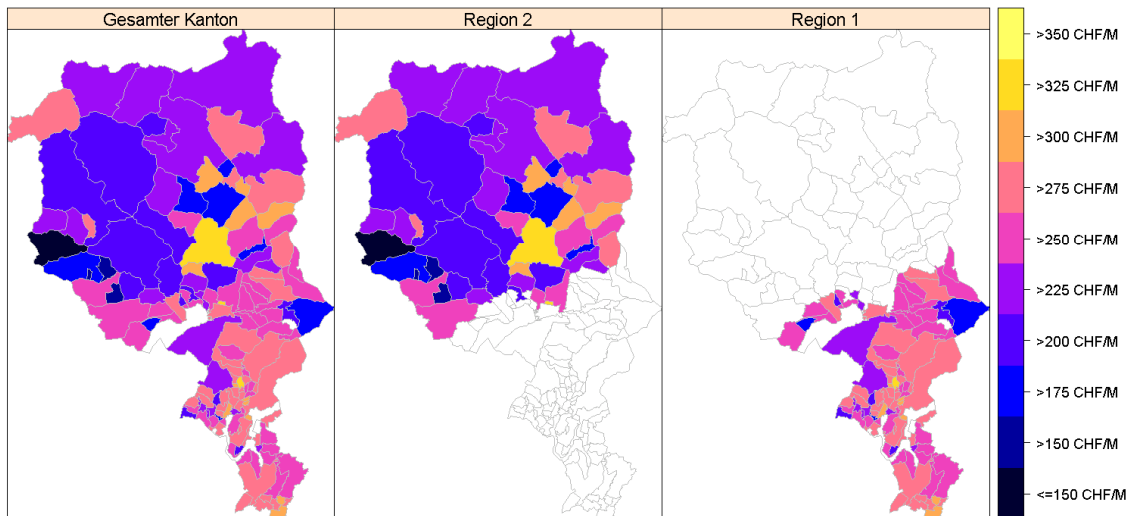 Gesamter Kanton
Region 2
Region 1
>350 CHF/M
>325 CHF/M
>300 CHF/M
>275 CHF/M
>250 CHF/M
>225 CHF/M
>200 CHF/M
>175 CHF/M
>150 CHF/M
<=150 CHF/M